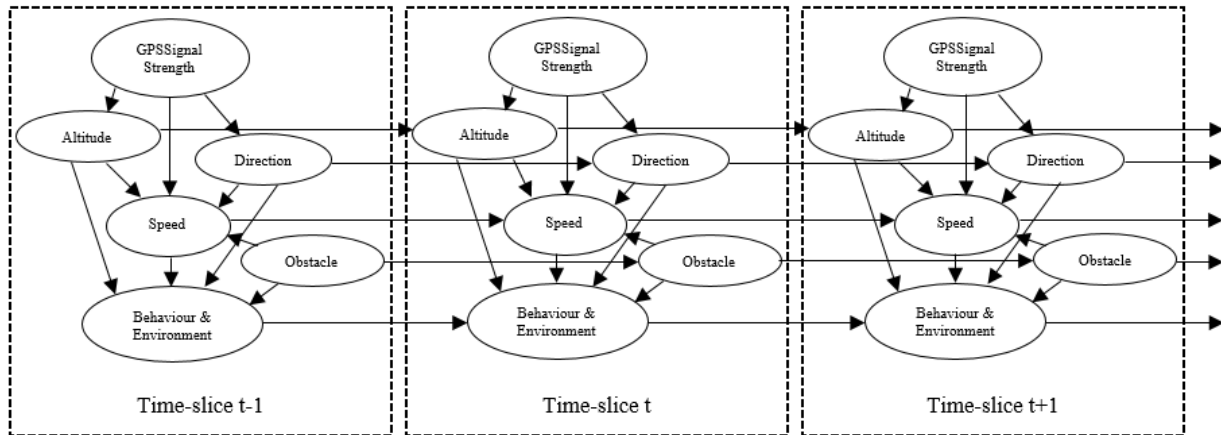 GPSSignal
Strength
Altitude
Direction
Speed
Obstacle
Behaviour &
Environment
Time-slice t-1
GPSSignal
Strength
Altitude
Direction
Speed
Obstacle
Behaviour &
Environment
Time-slice t
GPSSignal
Strength
Altitude
Direction
Speed
Obstacle
Behaviour &
Environment
Time-slice t+1